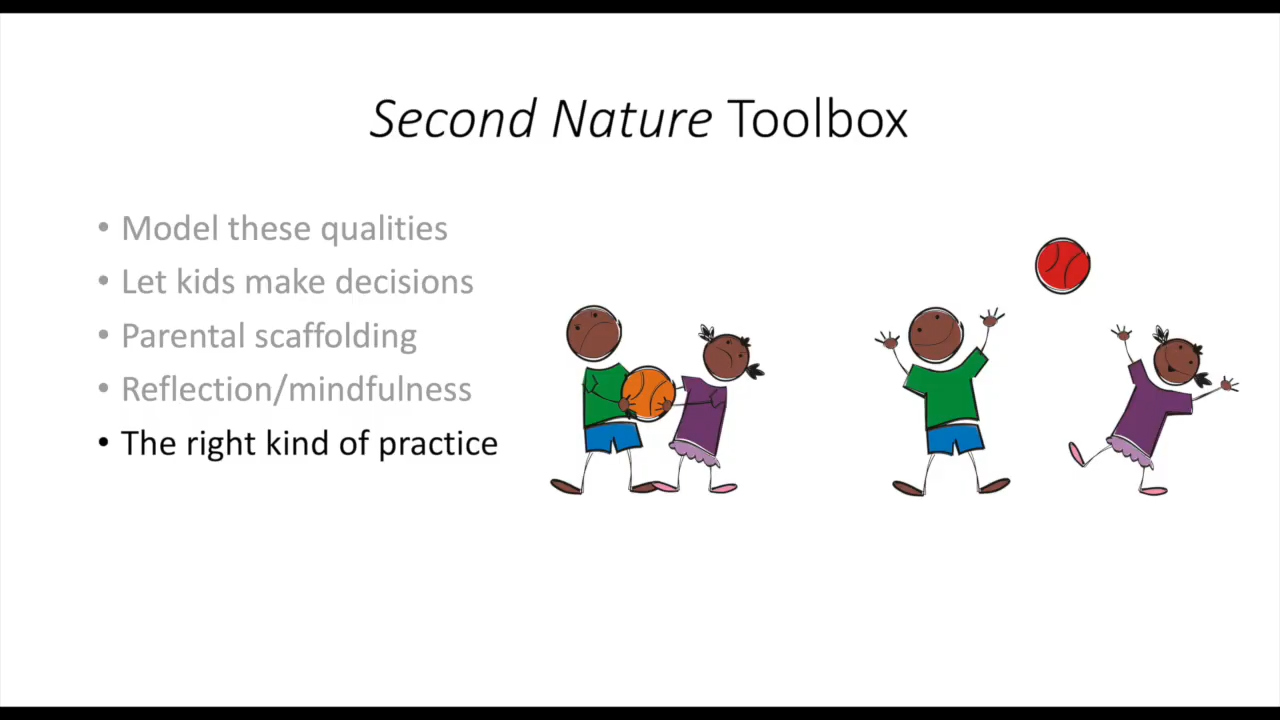 Second Nature Toolbox
• Model these qualities
• Let kids make decisions
• Parental scaffolding
• Reflection/mindfulness
• The right kind of practice